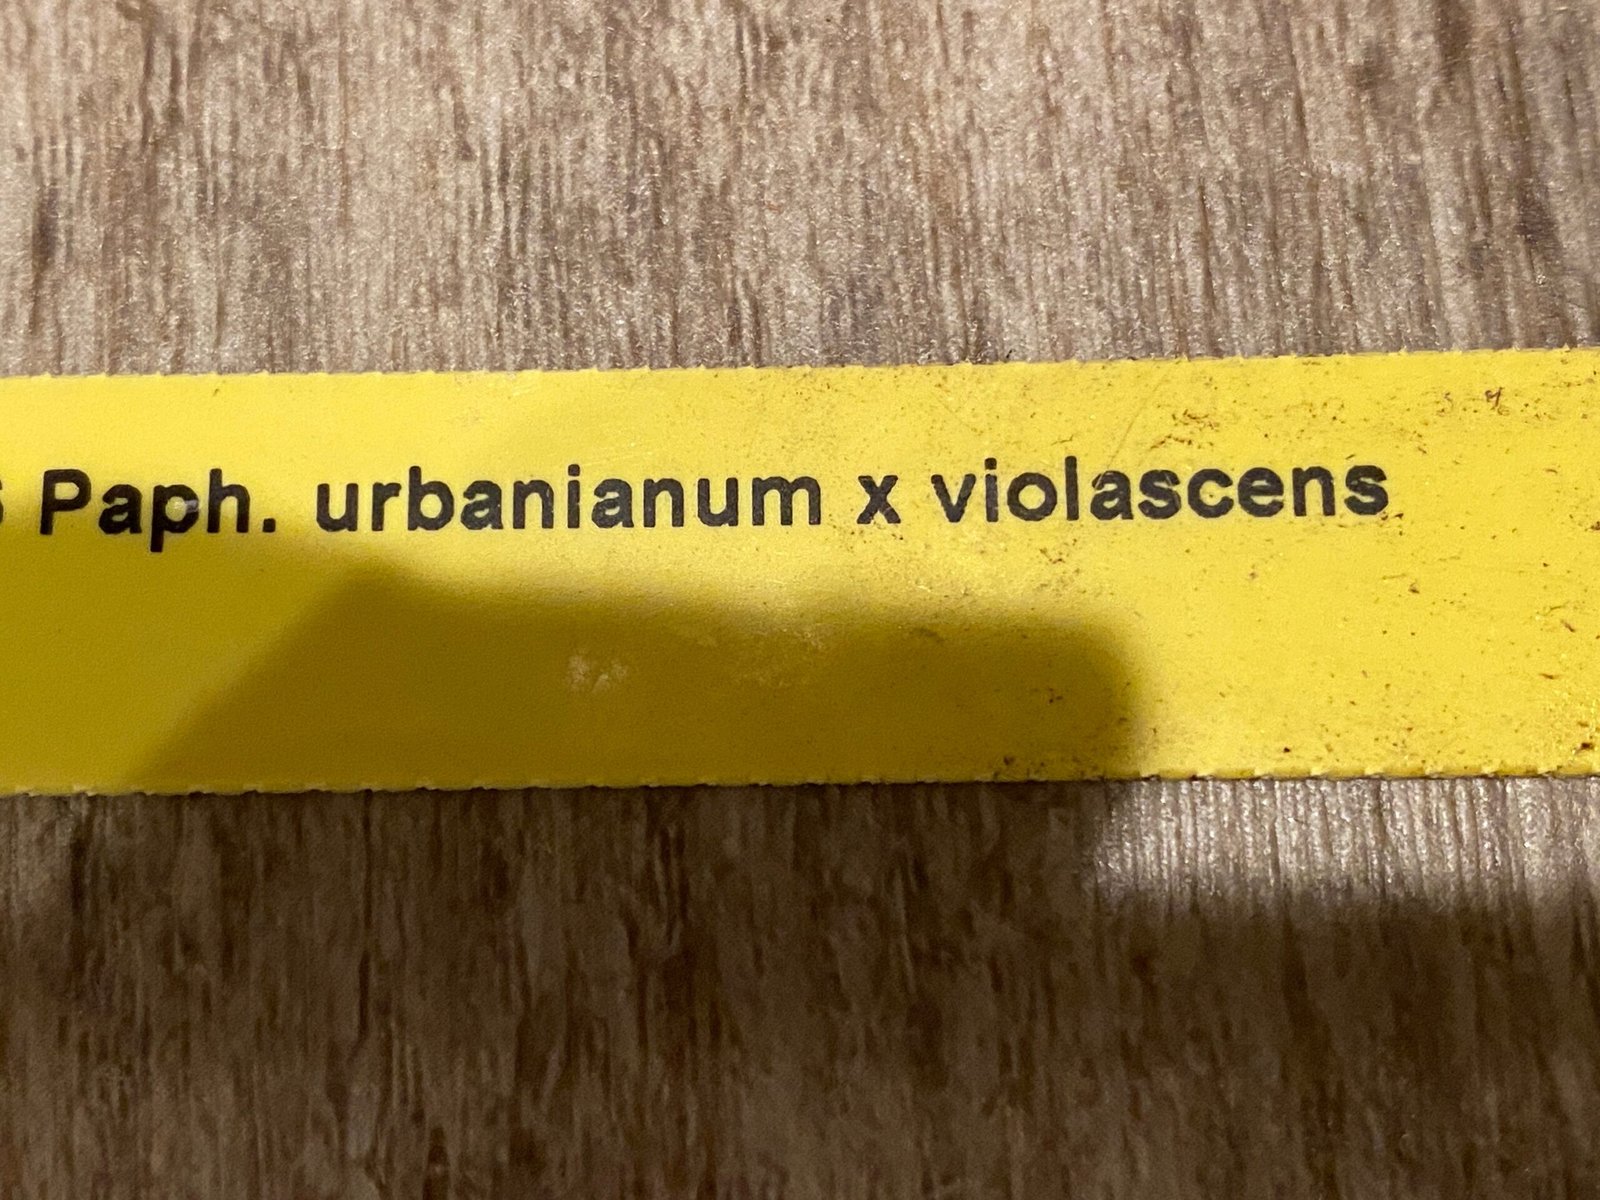 Paph. urbanianum x violascens